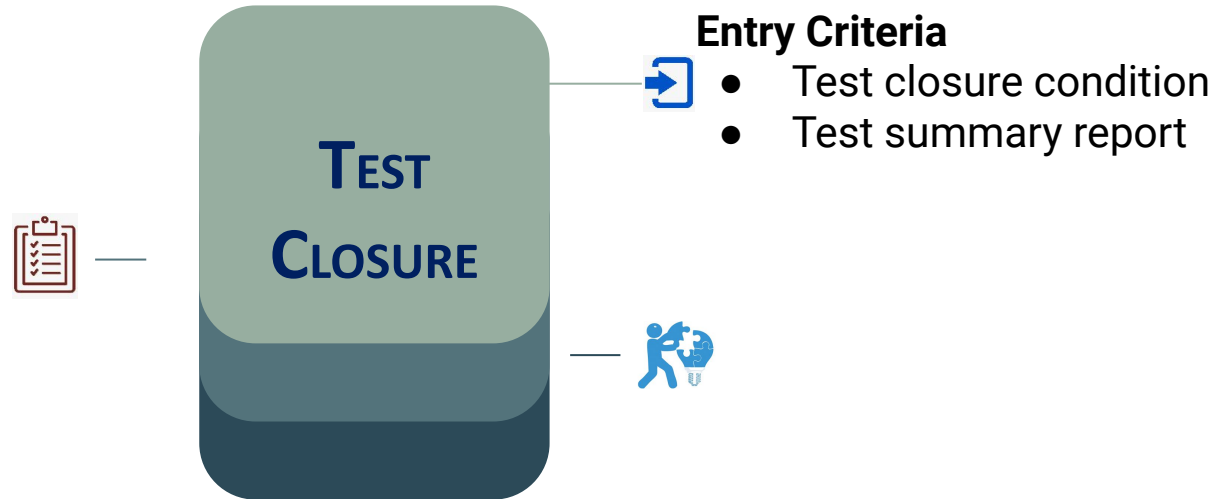 Entry Criteria
● Test closure condition
● Test summary report
TEST
CLOSURE